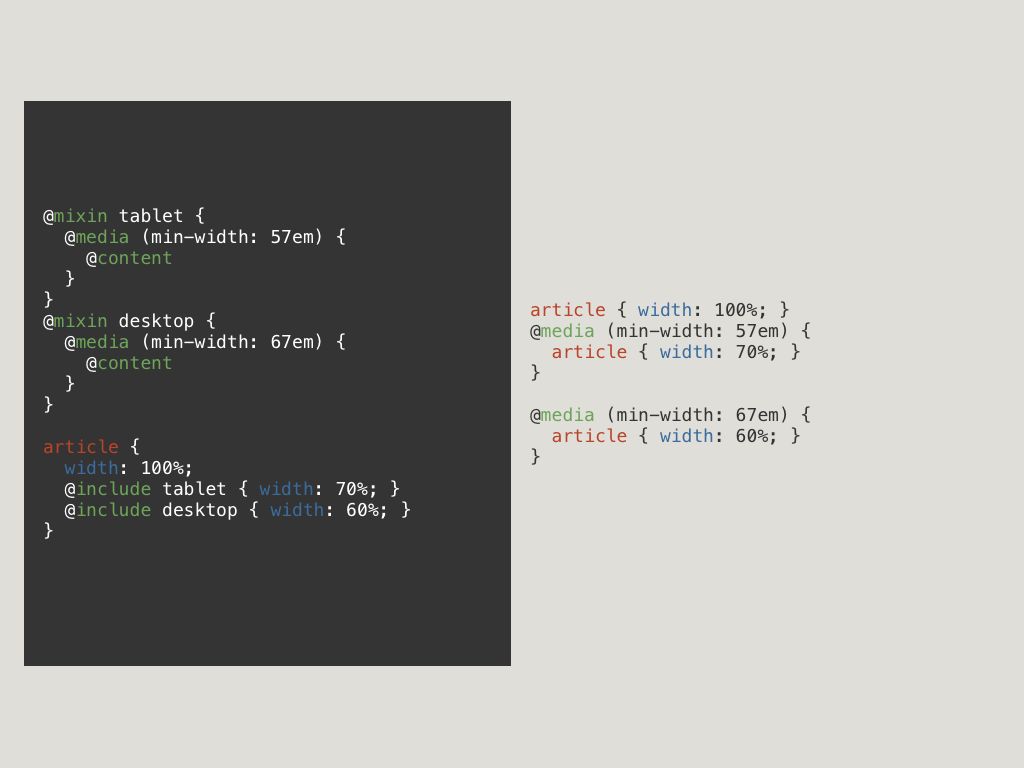 @mixin tablet {
  @media (min-width: 57em) {
    @content
  }
}
@mixin desktop {
  @media (min-width: 67em) {
    @content
  }
}

article {
  width: 100%;
  @include tablet { width: 70%; }
  @include desktop { width: 60%; }
}

article { width: 100%; }
@media (min-width: 57em) {
  article { width: 70%; }
}

@media (min-width: 67em) {
  article { width: 60%; }
}